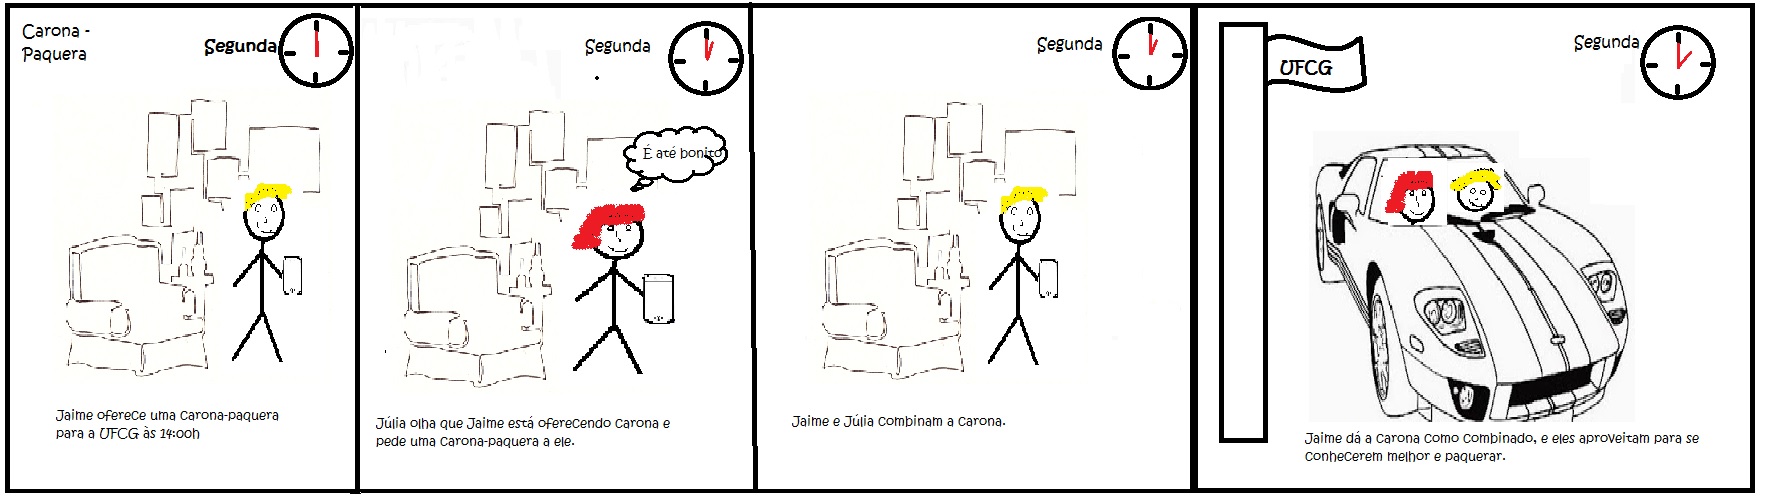 Carona -
Paquera
Segunda
Jaime oferece uma carona-paquera
para a UFCG às 14:00h
Segunda
É até bonito
Júlia olha que Jaime está oferecendo carona e
pede uma carona-paquera a ele.
Segunda
Jaime e Júlia combinam a carona.
UFCG
Segunda
Jaime dá a carona como combinado, e eles aproveitam para se
conhecerem melhor e paquerar.